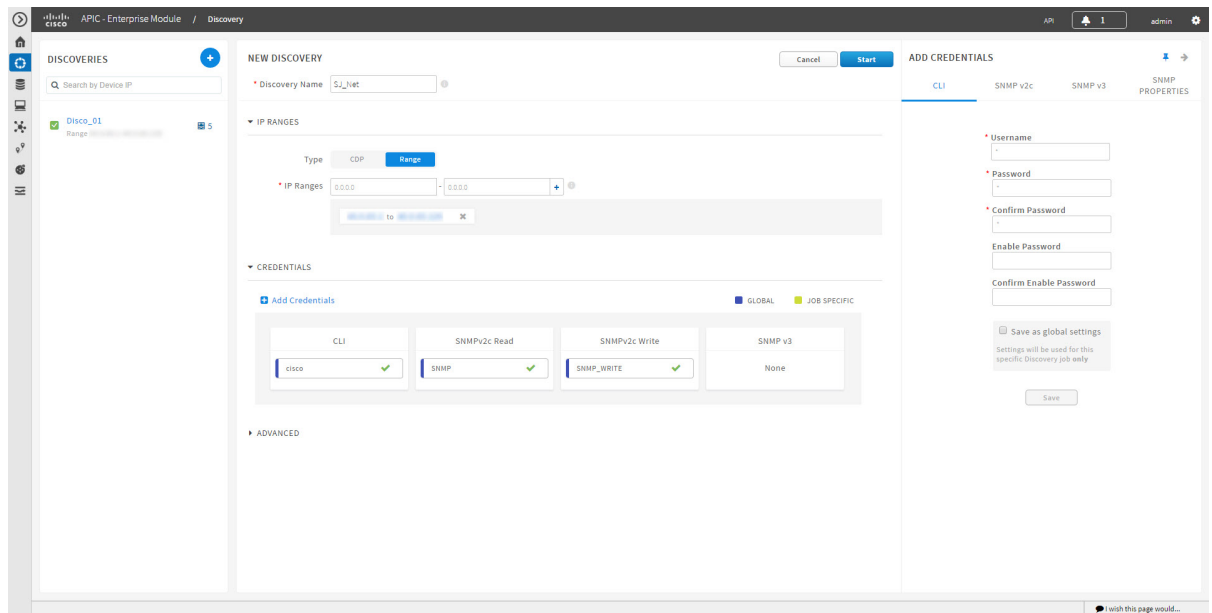 CISCO APIC - Enterprise Module / Discovery API 1 admin
DISCOVERIES
Search by Device IP
Disco_01 5
Range
NEW DISCOVERY Cancel Start
* Discovery Name SJ_Net
IP RANGES
Type CDP Range
* IP Ranges 0.0.0.0 - 0.0.0.0 +
to
CREDENTIALS
Add Credentials GLOBAL JOB SPECIFIC
CLI SNMPv2c Read SNMPv2c Write SNMP v3
cisco SNMP SNMP_WRITE None
ADVANCED
ADD CREDENTIALS
CLI SNMP v2c SNMP v3 SNMP PROPERTIES
* Username
* Password
* Confirm Password
Enable Password
Confirm Enable Password
Save as global settings
Settings will be used for this
specific Discovery job only
Save
I wish this page would...